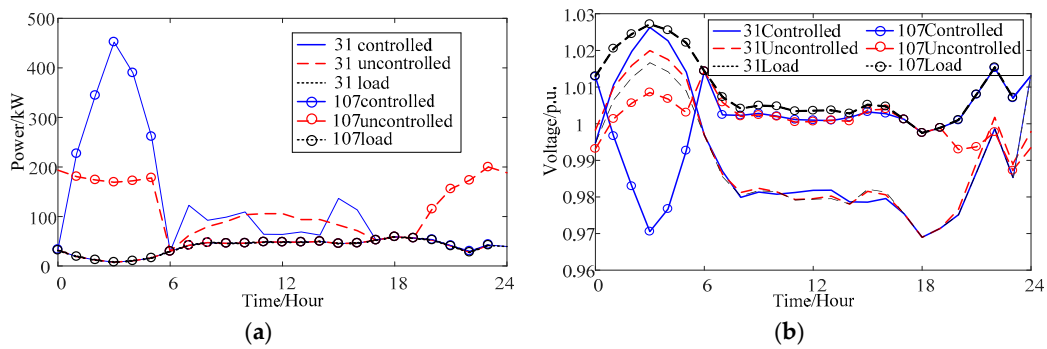 500
400
300
200
100
0
Power/kW
31 controlled
31 uncontrolled
31 load
107controlled
107uncontrolled
107load
0 6 12 18 24
Time/Hour
(a)
1.03
1.02
1.01
1
0.99
0.98
0.97
0.96
Voltage/p.u.
31Controlled 107Controlled
31Uncontrolled 107Uncontrolled
31Load 107Load
0 6 12 18 24
Time/Hour
(b)